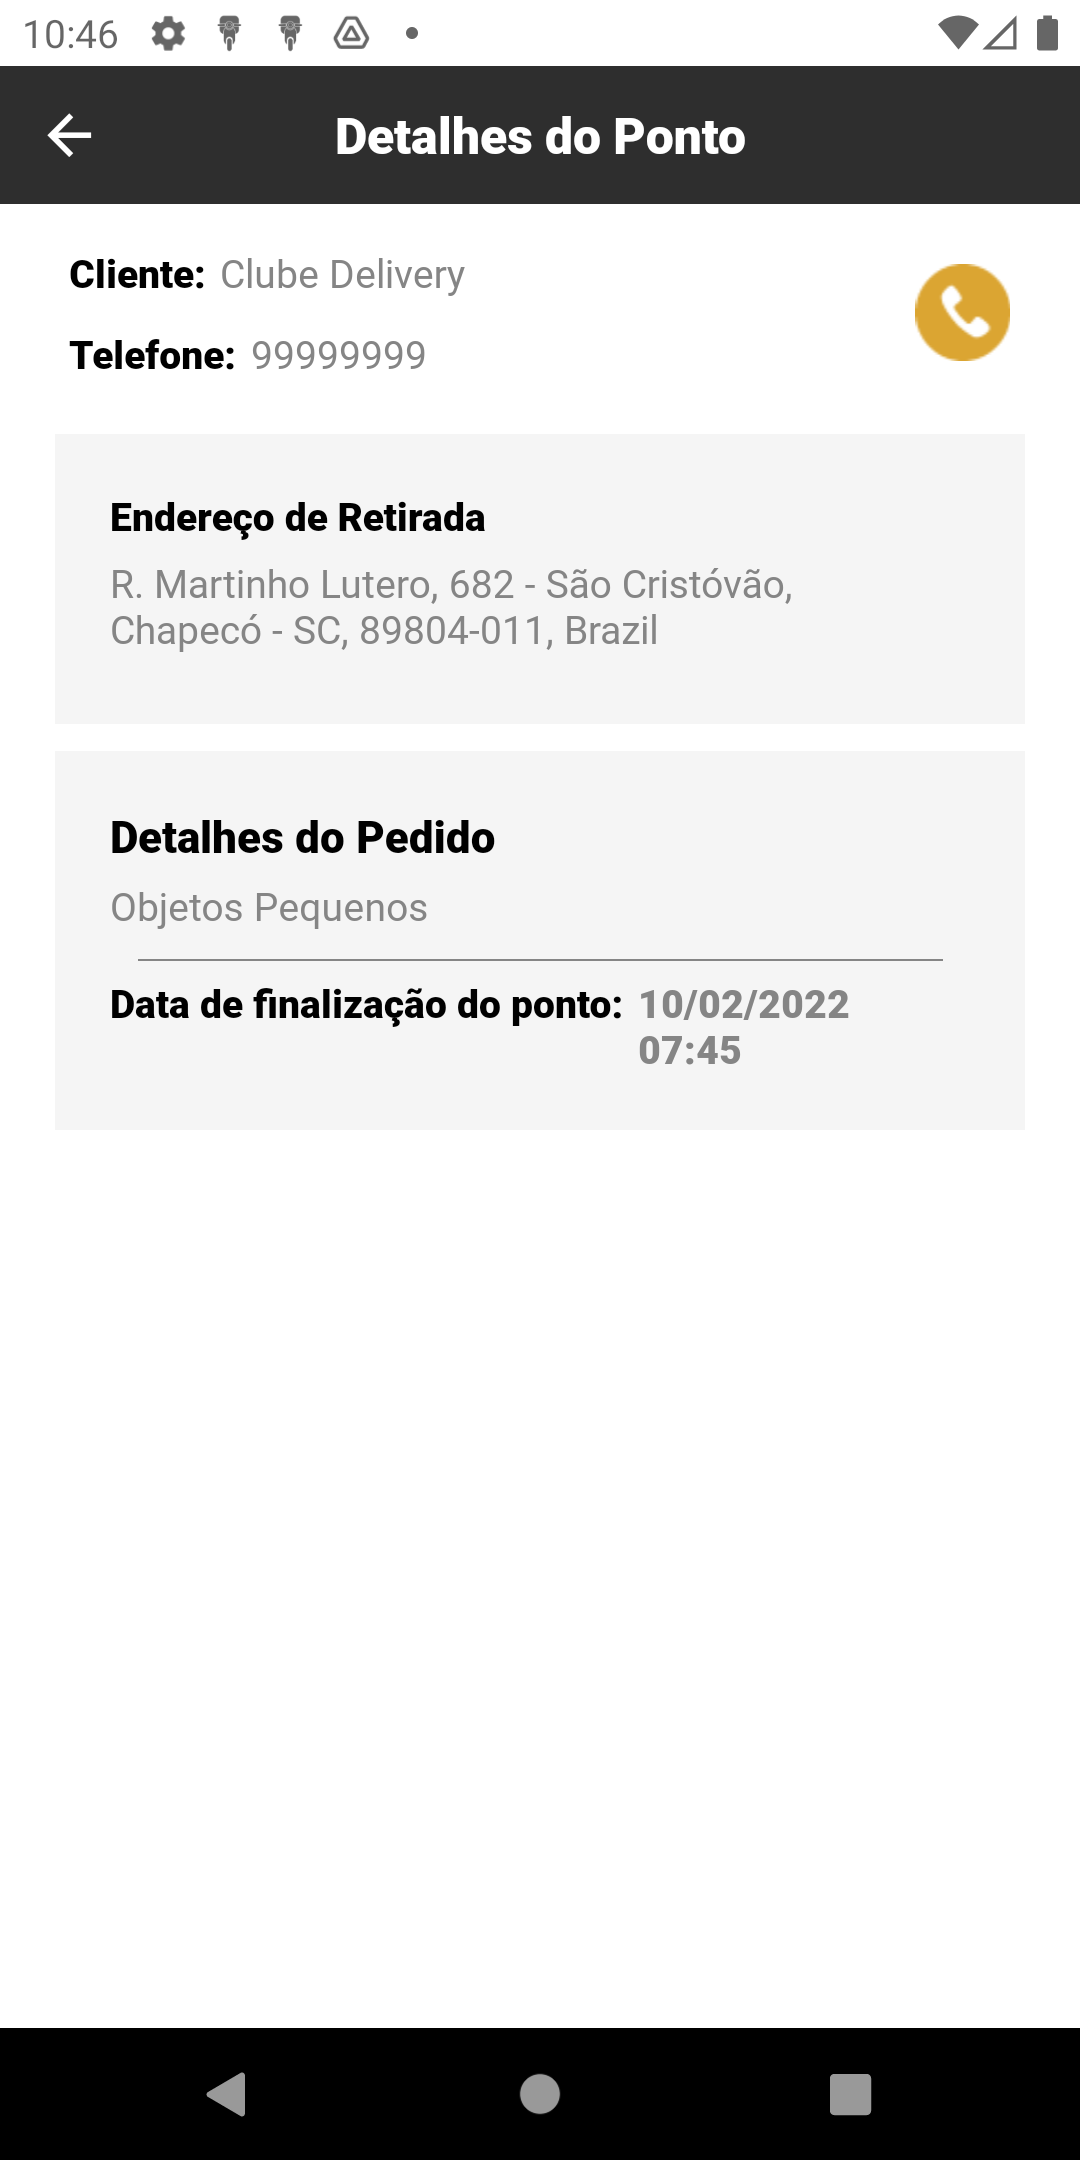 10:46
Detalhes do Ponto
Cliente: Clube Delivery
Telefone: 99999999
Endereço de Retirada
R. Martinho Lutero, 682 - São Cristóvão,
Chapecó - SC, 89804-011, Brazil
Detalhes do Pedido
Objetos Pequenos
Data de finalização do ponto: 10/02/2022
07:45